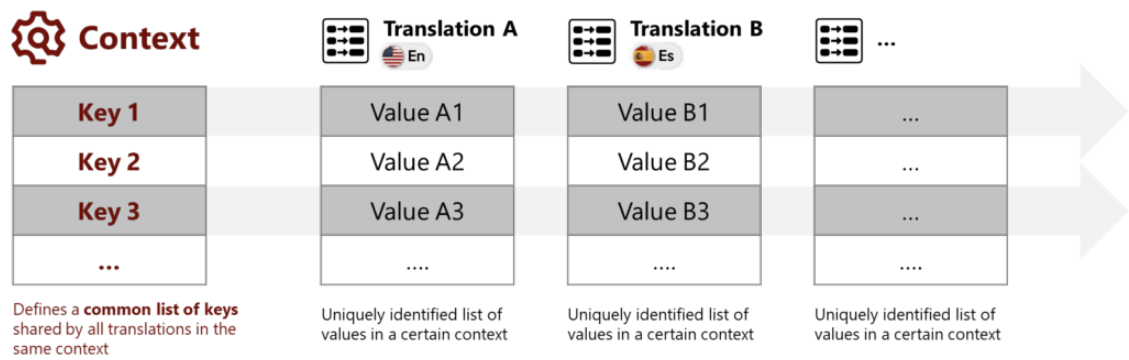 Context
Translation A
En
Translation B
Es
...
Key 1
Value A1
Value B1
...
Key 2
Value A2
Value B2
...
Key 3
Value A3
Value B3
...
...
....
....
....
Defines a common list of keys
shared by all translations in the
same context
Uniquely identified list of
values in a certain context
Uniquely identified list of
values in a certain context
Uniquely identified list of
values in a certain context